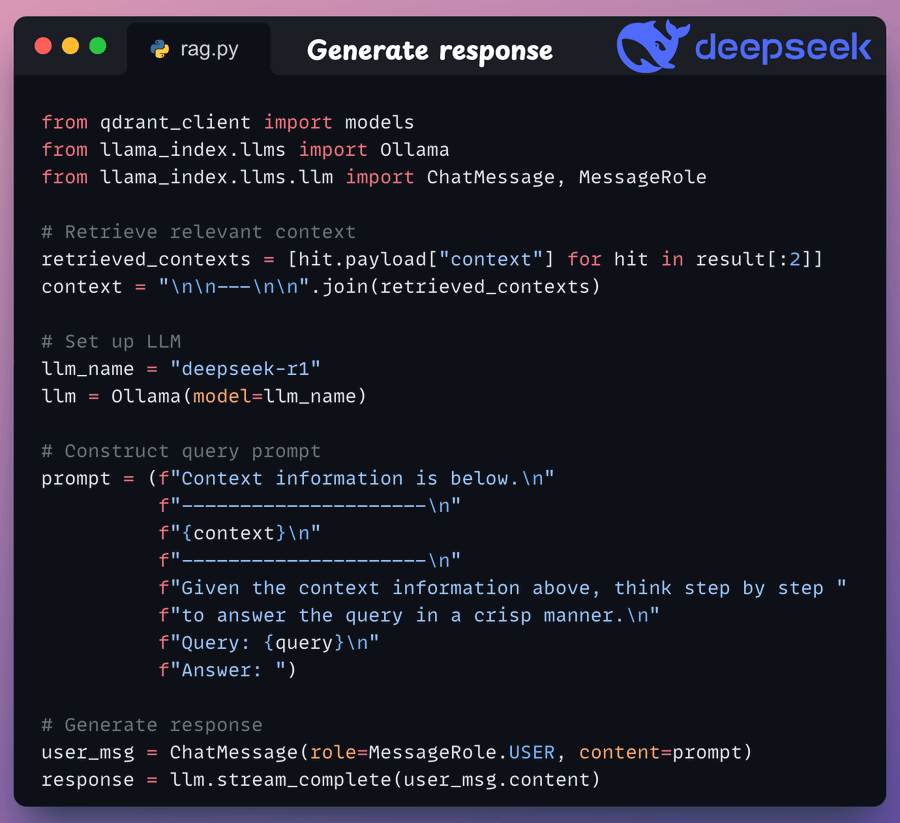 rag.py
Generate response
deepseek
from qdrant_client import models
from llama_index.llms import Ollama
from llama_index.llms.llm import ChatMessage, MessageRole
# Retrieve relevant context
retrieved_contexts = [hit.payload["context"] for hit in result[:2]]
context = "\n\n---\n\n".join(retrieved_contexts)
# Set up LLM
llm_name = "deepseek-r1"
llm = Ollama(model=llm_name)
# Construct query prompt
prompt = (f"Context information is below.\n"
f"---------------------\n"
f"{context}\n"
f"---------------------\n"
f"Given the context information above, think step by step "
f"to answer the query in a crisp manner.\n"
f"Query: {query}\n"
f"Answer: ")
# Generate response
user_msg = ChatMessage(role=MessageRole.USER, content=prompt)
response = llm.stream_complete(user_msg.content)